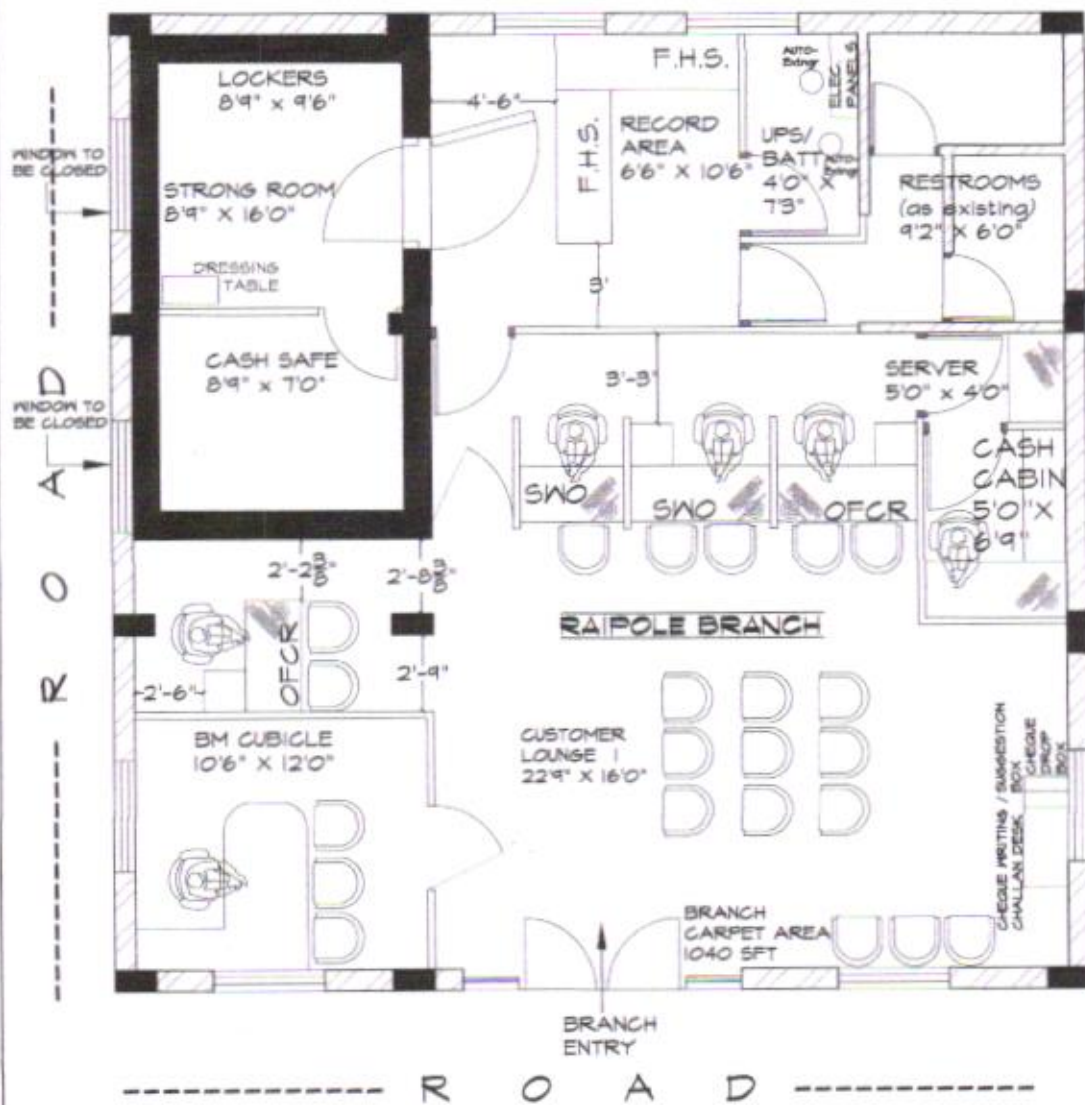 LOCKERS
8'9" X 9'6"
4'-6"
F.H.S.
F.H.S.
RECORD
AREA
6'6" X 10'6"
AUTO-
ELEC
PANELS
UPS/
BATT
4'0" X
7'3"
WINDOW TO
BE CLOSED
STRONG ROOM
8'9" X 16'0"
RESTROOMS
(as existing)
9'2" X 6'0"
DRESSING
TABLE
3'
CASH SAFE
8'9" X 7'0"
3'-3"
SERVER
5'0" X 4'0"
WINDOW TO
BE CLOSED
CASH
CABIN
5'0" X
6'9"
SWO
SWO
OFCR
2'-2"
2'-8"
RAIPOLE BRANCH
OFCR
2'-6"
2'-9"
BM CUBICLE
10'6" X 12'0"
CUSTOMER
LOUNGE 1
22'9" X 16'0"
CHEQUE WRITING / SUGGESTION
CHALLAN DESK BOX
CHEQUE
DROP
BOX
BRANCH
CARPET AREA
1040 SFT
BRANCH
ENTRY
ROAD
ROAD